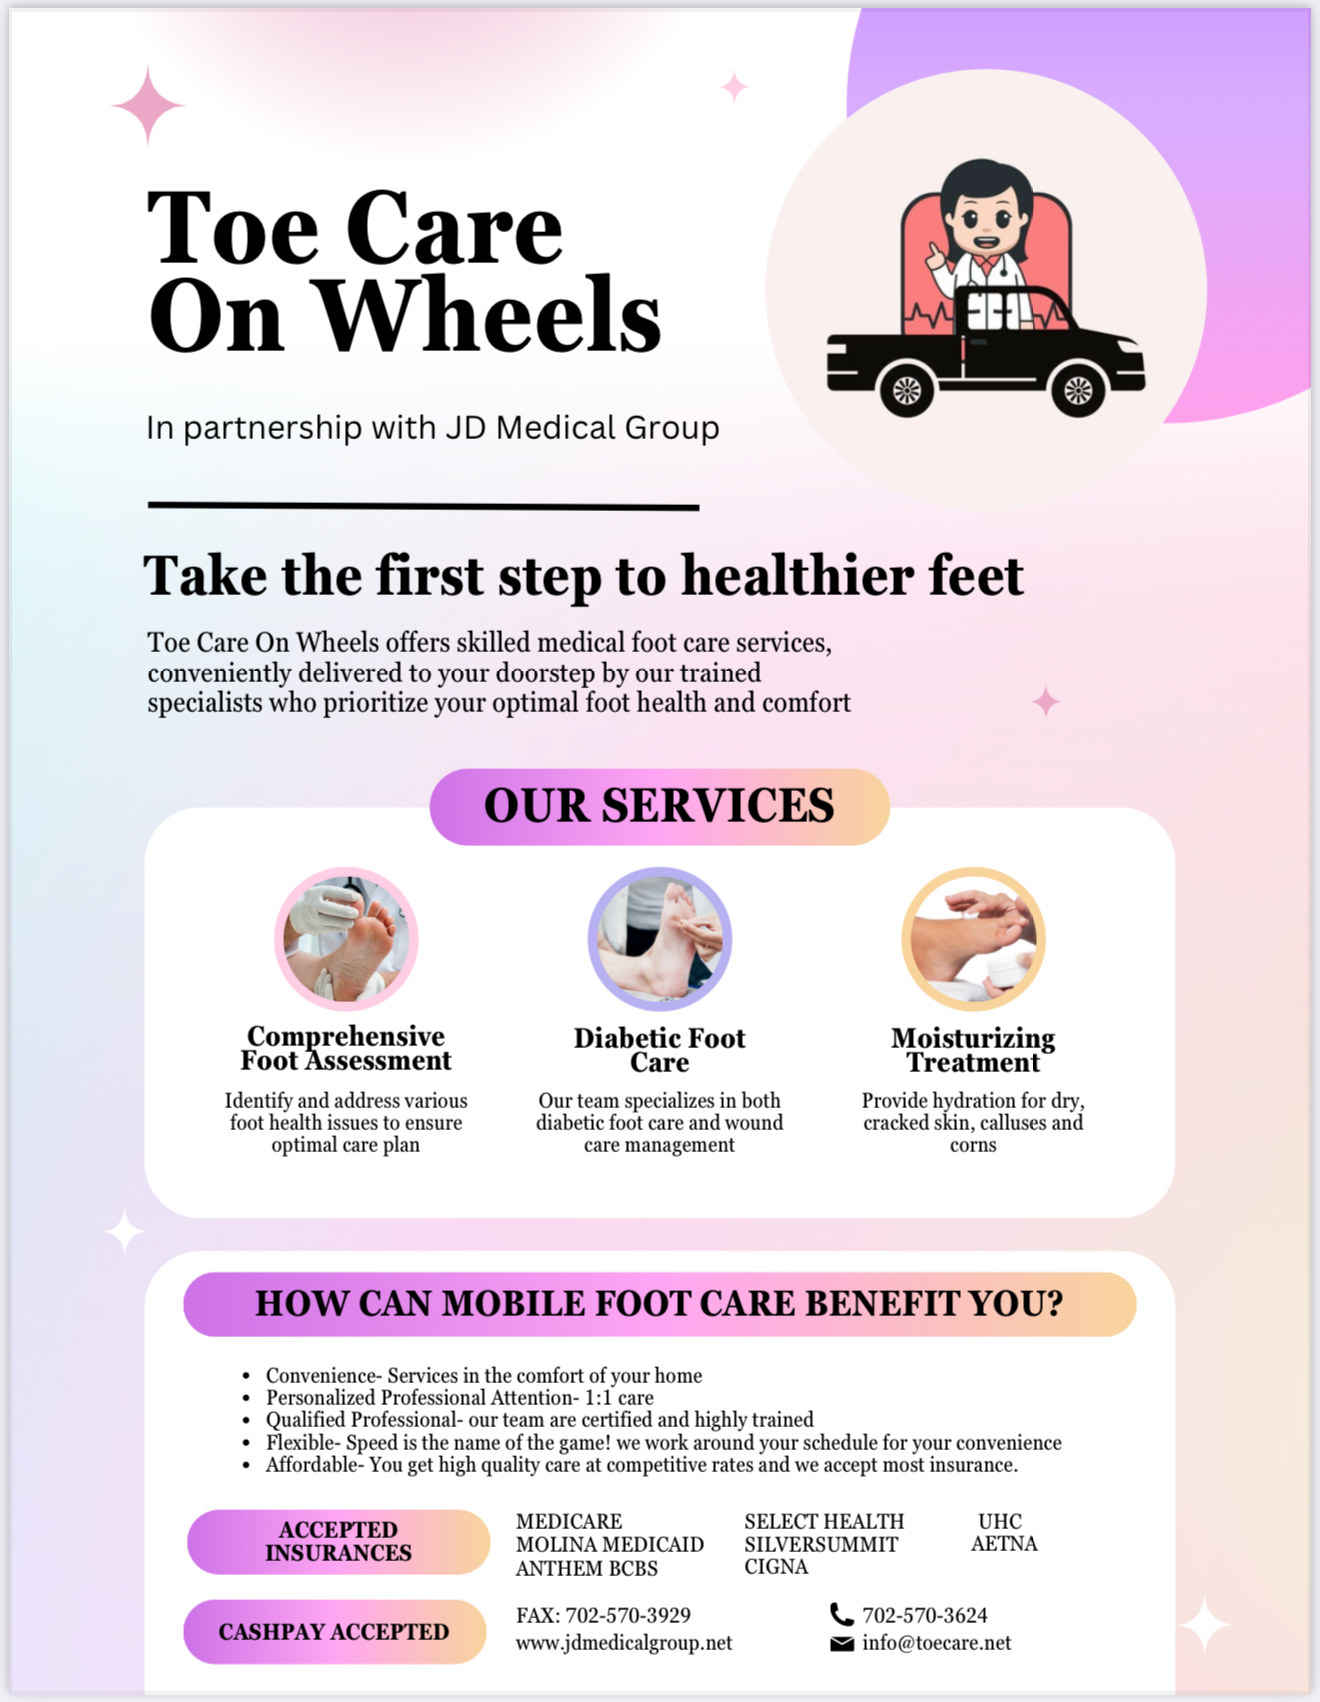 Toe Care
On Wheels
In partnership with JD Medical Group
Take the first step to healthier feet
Toe Care On Wheels offers skilled medical foot care services,
conveniently delivered to your doorstep by our trained
specialists who prioritize your optimal foot health and comfort
OUR SERVICES
Comprehensive
Foot Assessment
Identify and address various
foot health issues to ensure
optimal care plan
Diabetic Foot
Care
Our team specializes in both
diabetic foot care and wound
care management
Moisturizing
Treatment
Provide hydration for dry,
cracked skin, calluses and
corns
HOW CAN MOBILE FOOT CARE BENEFIT YOU?
• Convenience- Services in the comfort of your home
• Personalized Professional Attention- 1:1 care
• Qualified Professional- our team are certified and highly trained
• Flexible- Speed is the name of the game! we work around your schedule for your convenience
• Affordable- You get high quality care at competitive rates and we accept most insurance.
ACCEPTED
INSURANCES
MEDICARE
MOLINA MEDICAID
ANTHEM BCBS
SELECT HEALTH
SILVERSUMMIT
CIGNA
UHC
AETNA
CASHPAY ACCEPTED
FAX: 702-570-3929
www.jdmedicalgroup.net
702-570-3624
info@toecare.net